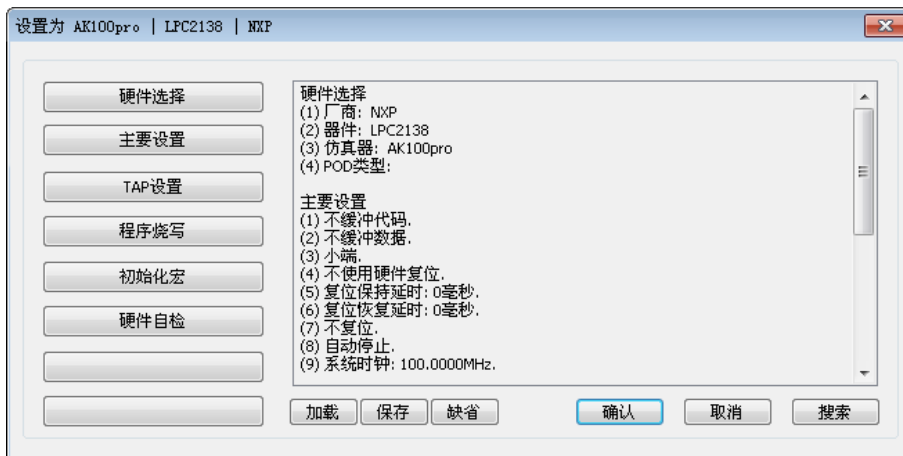 设置为 AK100pro | LPC2138 | NXP
硬件选择
主要设置
TAP设置
程序烧写
初始化宏
硬件自检
硬件选择
(1) 厂商: NXP
(2) 器件: LPC2138
(3) 仿真器: AK100pro
(4) POD类型:
主要设置
(1) 不缓冲代码.
(2) 不缓冲数据.
(3) 小端.
(4) 不使用硬件复位.
(5) 复位保持延时: 0毫秒.
(6) 复位恢复延时: 0毫秒.
(7) 不复位.
(8) 自动停止.
(9) 系统时钟: 100.0000MHz.
加载 保存 缺省 确认 取消 搜索